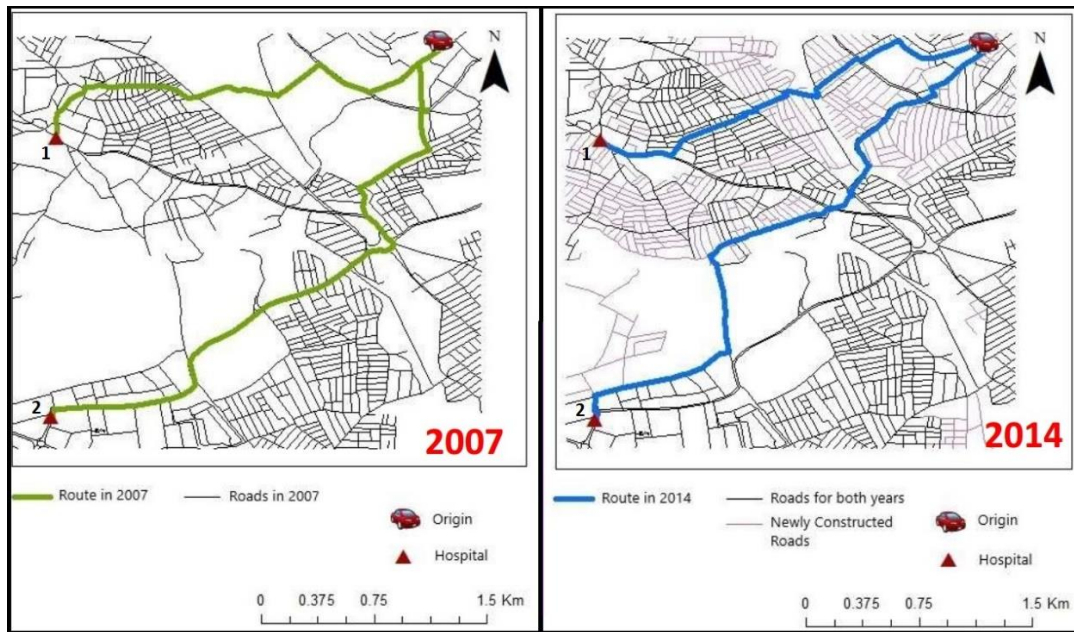 N
1
2
2007
Route in 2007
Roads in 2007
Origin
Hospital
0 0.375 0.75 1.5 Km
N
1
2
2014
Route in 2014
Roads for both years
Newly Constructed
Roads
Origin
Hospital
0 0.375 0.75 1.5 Km